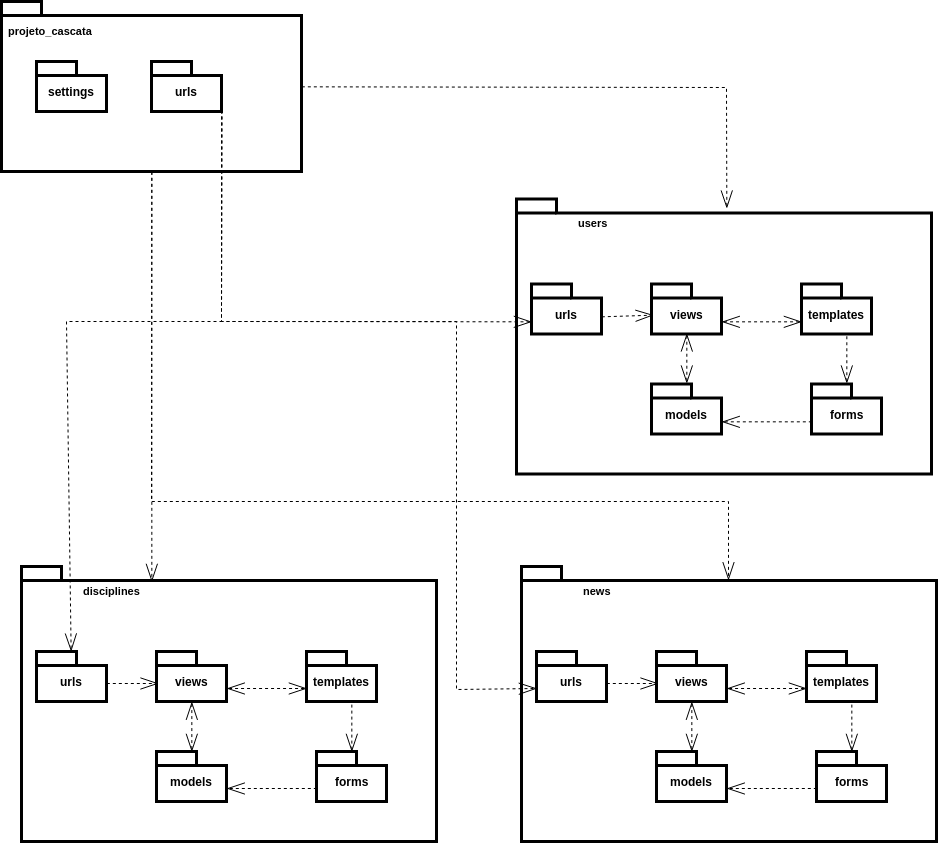 projeto_cascata
settings
urls
users
urls
views
templates
models
forms
disciplines
urls
views
templates
models
forms
news
urls
views
templates
models
forms